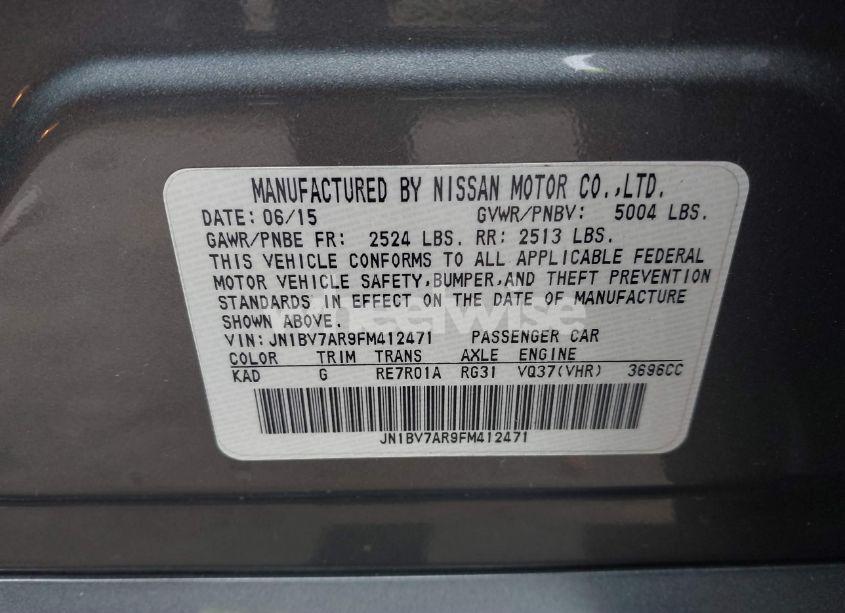 MANUFACTURED BY NISSAN MOTOR CO.,LTD.
DATE: 06/15 GVWR/PNBV: 5004 LBS.
GAWR/PNBE FR: 2524 LBS. RR: 2513 LBS.
THIS VEHICLE CONFORMS TO ALL APPLICABLE FEDERAL
MOTOR VEHICLE SAFETY,BUMPER,AND THEFT PREVENTION
STANDARDS IN EFFECT ON THE DATE OF MANUFACTURE
SHOWN ABOVE.
wheelwise
VIN: JN1BV7AR9FM412471 PASSENGER CAR
COLOR TRIM TRANS AXLE ENGINE
KAD G RE7R01A RG31 VQ37(VHR) 3696CC
JN1BV7AR9FM412471